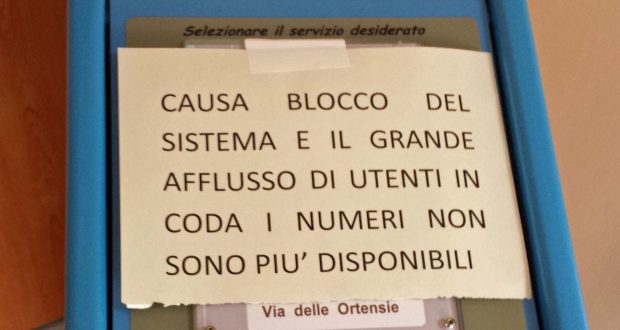 Selezionare il servizio desiderato
CAUSA BLOCCO DEL
SISTEMA E IL GRANDE
AFFLUSSO DI UTENTI IN
CODA I NUMERI NON
SONO PIU' DISPONIBILI
Via delle Ortensie